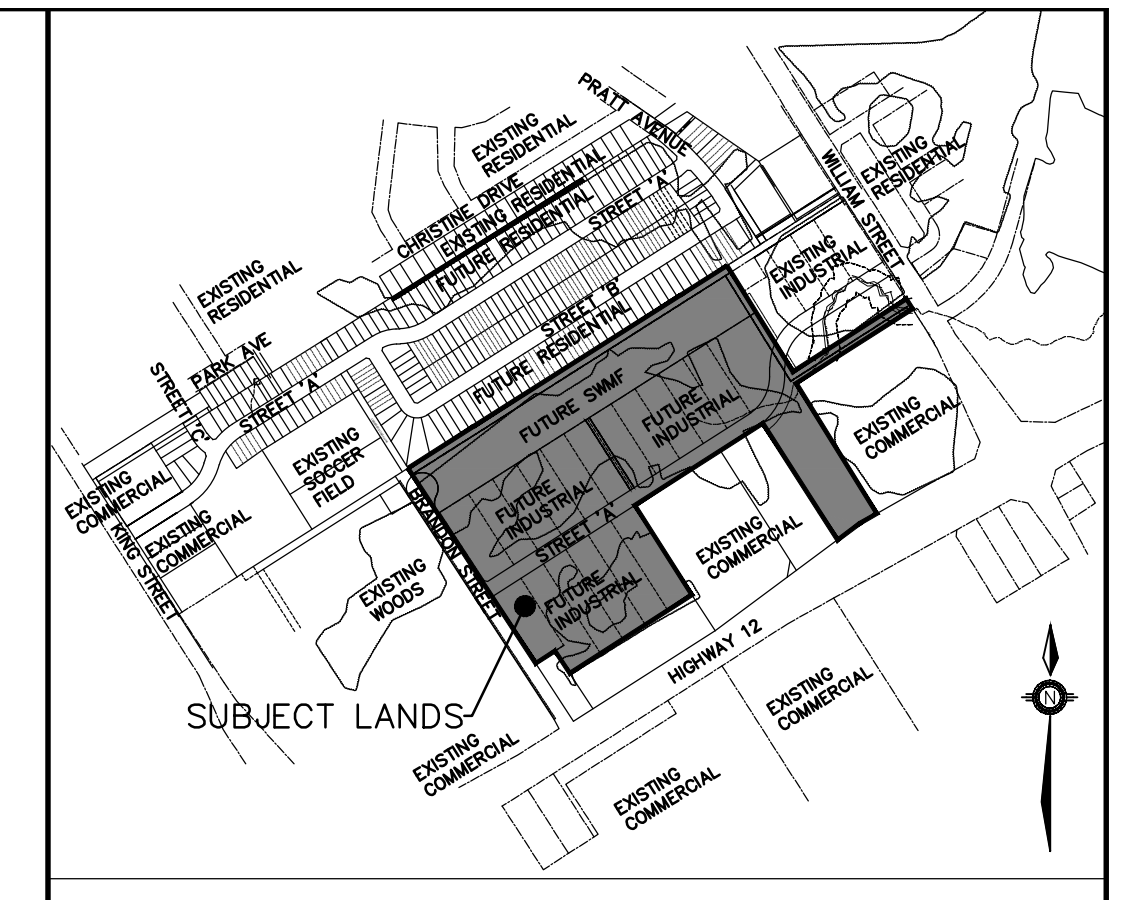 PRATT AVENUE
EXISTING
RESIDENTIAL
CHRISTINE DRIVE
EXISTING RESIDENTIAL
FUTURE RESIDENTIAL
STREET 'A'
WILLIAM STREET
EXISTING
RESIDENTIAL
EXISTING
RESIDENTIAL
EXISTING
INDUSTRIAL
PARK AVE
STREET 'C'
STREET 'A'
STREET 'B'
FUTURE RESIDENTIAL
FUTURE SWMF
FUTURE
INDUSTRIAL
EXISTING
COMMERCIAL
EXISTING
SOCCER
FIELD
EXISTING
COMMERCIAL
KING STREET
EXISTING
COMMERCIAL
BRANDON STREET
FUTURE
INDUSTRIAL
STREET 'A'
EXISTING
COMMERCIAL
EXISTING
WOODS
FUTURE
INDUSTRIAL
HIGHWAY 12
SUBJECT LANDS
EXISTING
COMMERCIAL
EXISTING
COMMERCIAL
EXISTING
COMMERCIAL
N